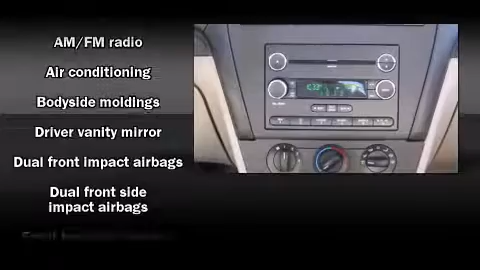 AM/FM radio
Air conditioning
Bodyside moldings
Driver vanity mirror
Dual front impact airbags
Dual front side
impact airbags